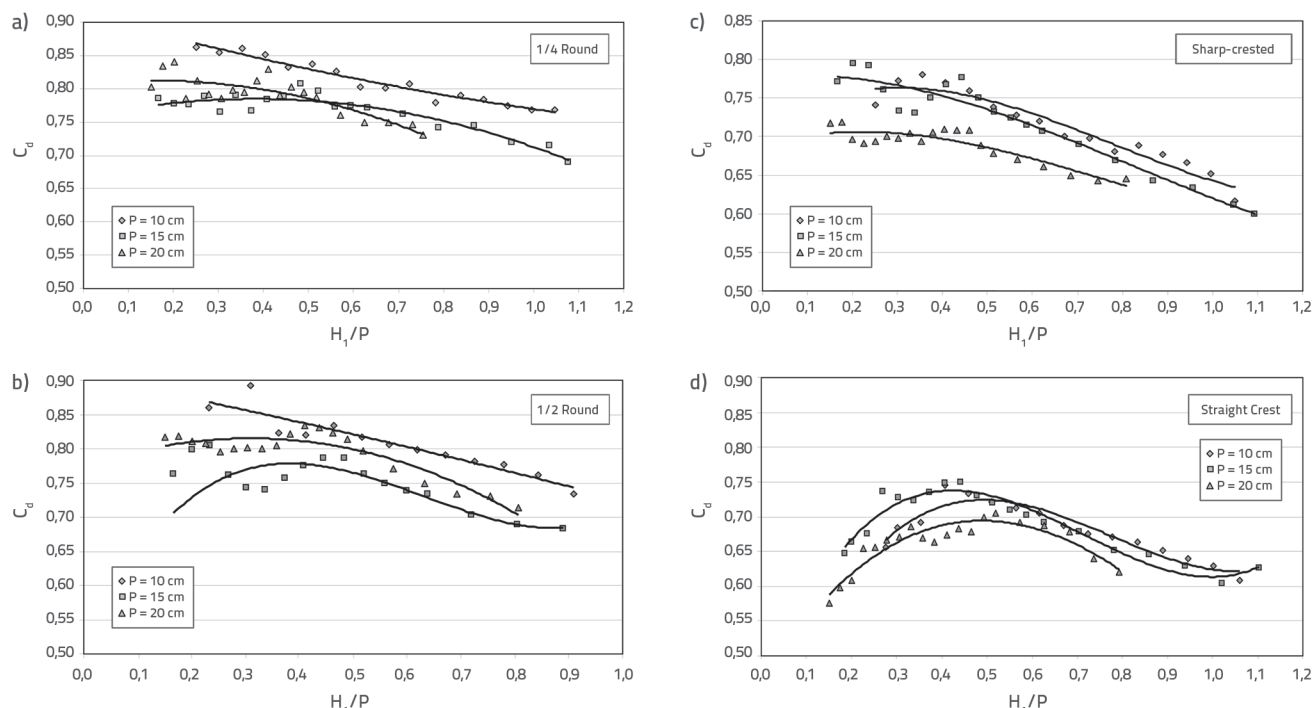 a)
0,90
0,85
0,80
0,75
0,70
0,65
0,60
0,55
0,50
C_d
1/4 Round
P = 10 cm
P = 15 cm
P = 20 cm
0,0 0,1 0,2 0,3 0,4 0,5 0,6 0,7 0,8 0,9 1,0 1,1 1,2
H₁/P
c)
0,85
0,80
0,75
0,70
0,65
0,60
0,55
0,50
C_d
Sharp-crested
P = 10 cm
P = 15 cm
P = 20 cm
0,0 0,1 0,2 0,3 0,4 0,5 0,6 0,7 0,8 0,9 1,0 1,1 1,2
H₁/P
b)
0,90
0,85
0,80
0,75
0,70
0,65
0,60
0,55
0,50
C_d
1/2 Round
P = 10 cm
P = 15 cm
P = 20 cm
0,0 0,1 0,2 0,3 0,4 0,5 0,6 0,7 0,8 0,9 1,0
H₁/P
d)
0,90
0,85
0,80
0,75
0,70
0,65
0,60
0,55
0,50
C_d
Straight Crest
P = 10 cm
P = 15 cm
P = 20 cm
0,0 0,1 0,2 0,3 0,4 0,5 0,6 0,7 0,8 0,9 1,0 1,1 1,2
H₁/P